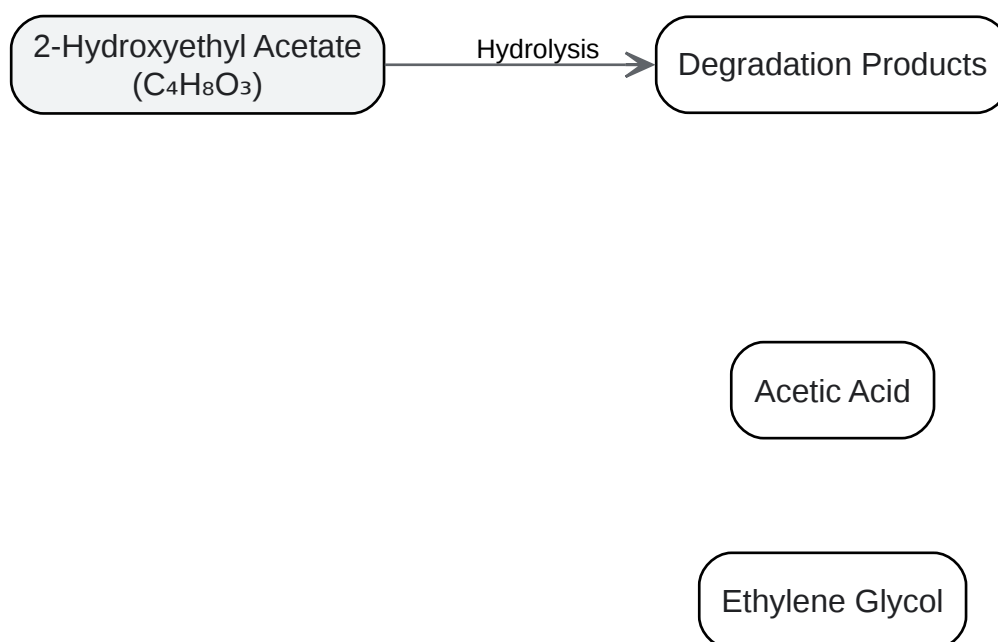 2-Hydroxyethyl Acetate
(C₄H₈O₃)
Hydrolysis
Degradation Products
Acetic Acid
Ethylene Glycol